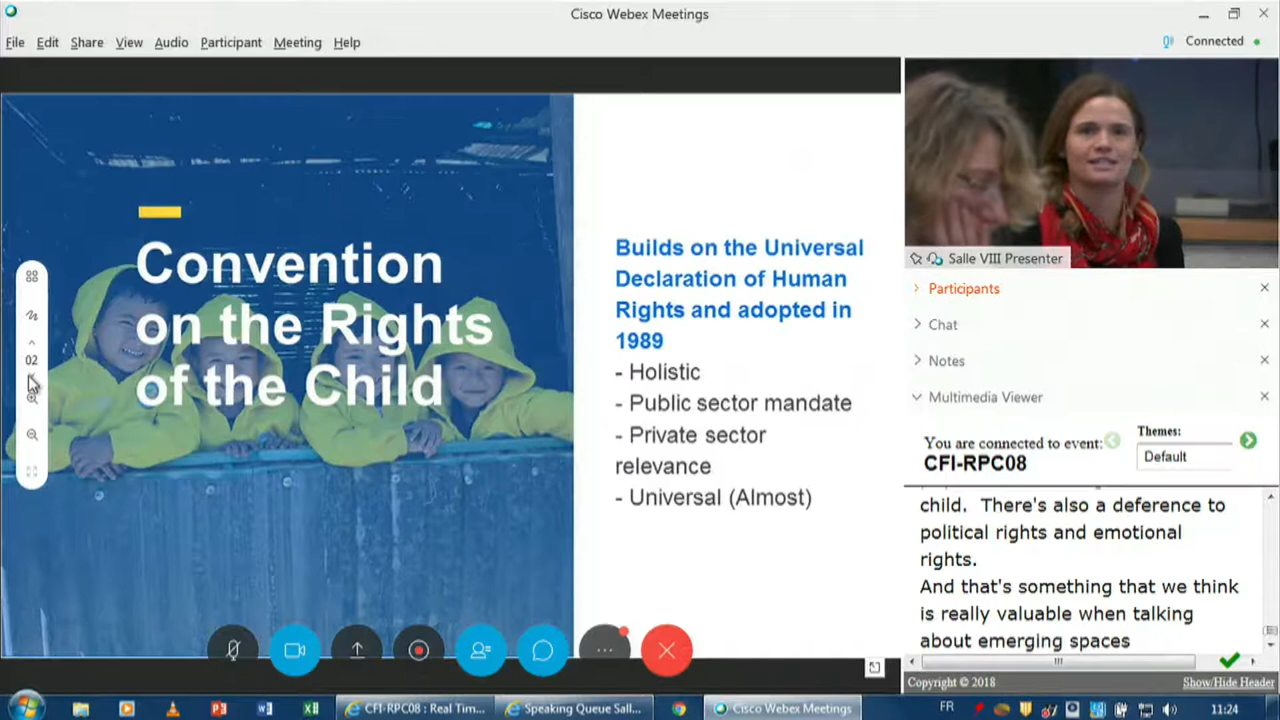 Cisco Webex Meetings
File Edit Share View Audio Participant Meeting Help
Connected
Convention
on the Rights
of the Child
02
Builds on the Universal
Declaration of Human
Rights and adopted in
1989
- Holistic
- Public sector mandate
- Private sector
relevance
- Universal (Almost)
Salle VIII Presenter
Participants
Chat
Notes
Multimedia Viewer
You are connected to event:
CFI-RPC08
Themes:
Default
child. There's also a deference to
political rights and emotional
rights.
And that's something that we think
is really valuable when talking
about emerging spaces
Copyright © 2018 Show/Hide Header
CFI-RPC08 : Real Tim... Speaking Queue Sall... Cisco Webex Meetings FR 11:24